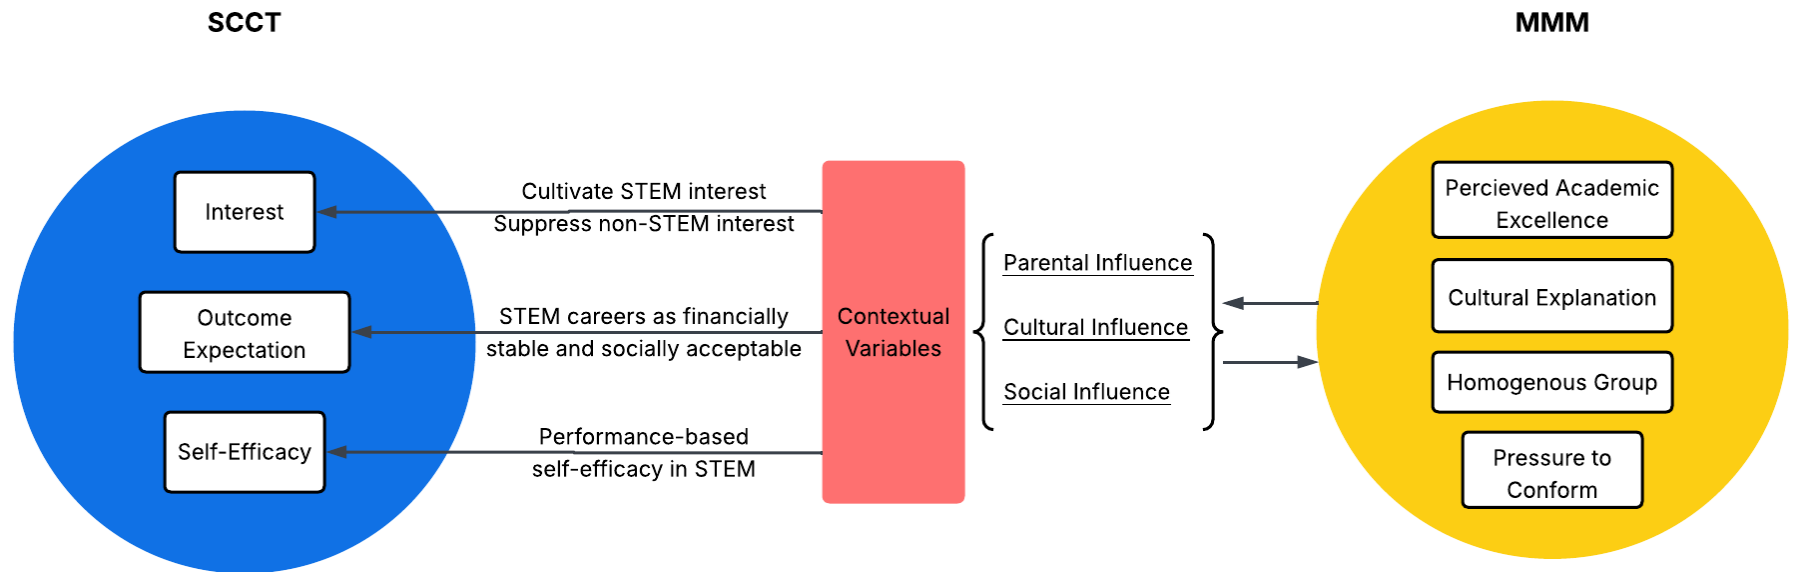 SCCT
MMM
Interest
Outcome
Expectation
Self-Efficacy
Cultivate STEM interest
Suppress non-STEM interest
STEM careers as financially
stable and socially acceptable
Performance-based
self-efficacy in STEM
Contextual
Variables
Parental Influence
Cultural Influence
Social Influence
Percieved Academic
Excellence
Cultural Explanation
Homogenous Group
Pressure to
Conform